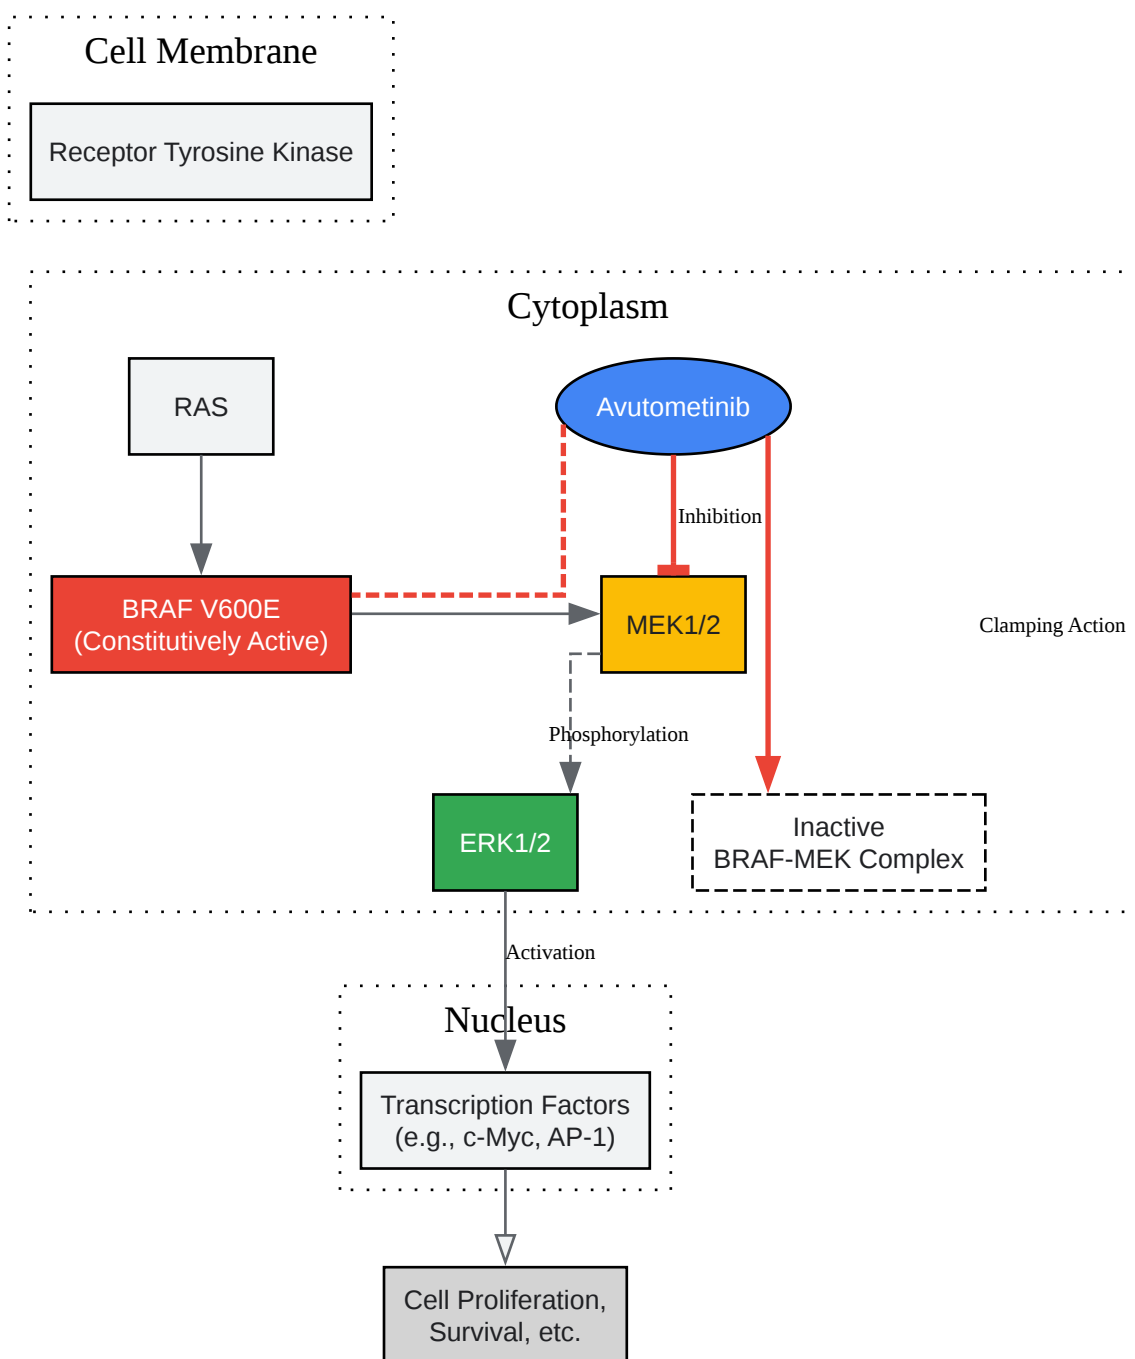 Cell Membrane
Receptor Tyrosine Kinase
Cytoplasm
RAS
Avutometinib
Inhibition
BRAF V600E
(Constitutively Active)
MEK1/2
Clamping Action
Phosphorylation
ERK1/2
Inactive
BRAF-MEK Complex
Activation
Nucleus
Transcription Factors
(e.g., c-Myc, AP-1)
Cell Proliferation,
Survival, etc.